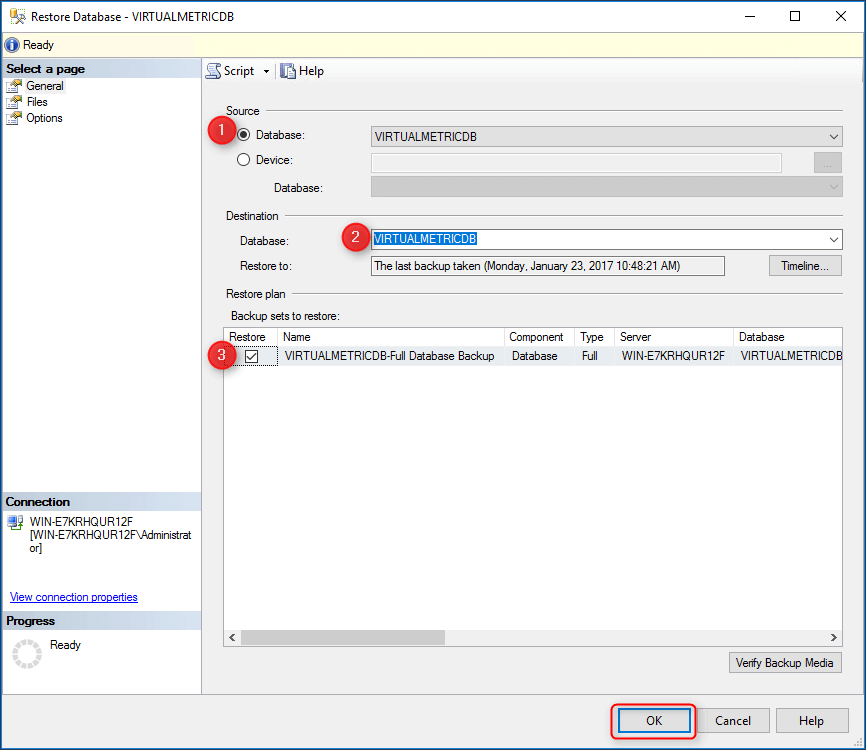 Restore Database - VIRTUALMETRICDB
Ready
Select a page
General
Files
Options
Script
Help
Source
1
Database:
VIRTUALMETRICDB
Device:
...
Database:
Destination
2
Database:
VIRTUALMETRICDB
Restore to:
The last backup taken (Monday, January 23, 2017 10:48:21 AM)
Timeline...
Restore plan
Backup sets to restore:
Restore Name Component Type Server Database
3
VIRTUALMETRICDB-Full Database Backup Database Full WIN-E7KRHQUR12F VIRTUALMETRICDB
Connection
WIN-E7KRHQUR12F
[WIN-E7KRHQUR12F\Administrat
or]
View connection properties
Progress
Ready
Verify Backup Media
OK
Cancel
Help